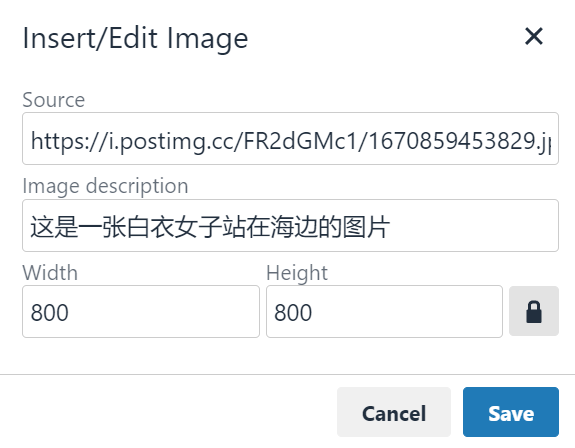 Insert/Edit Image
Source
https://i.postimg.cc/FR2dGMc1/1670859453829.jp
Image description
这是一张白衣女子站在海边的图片
Width Height
800 800
Cancel Save